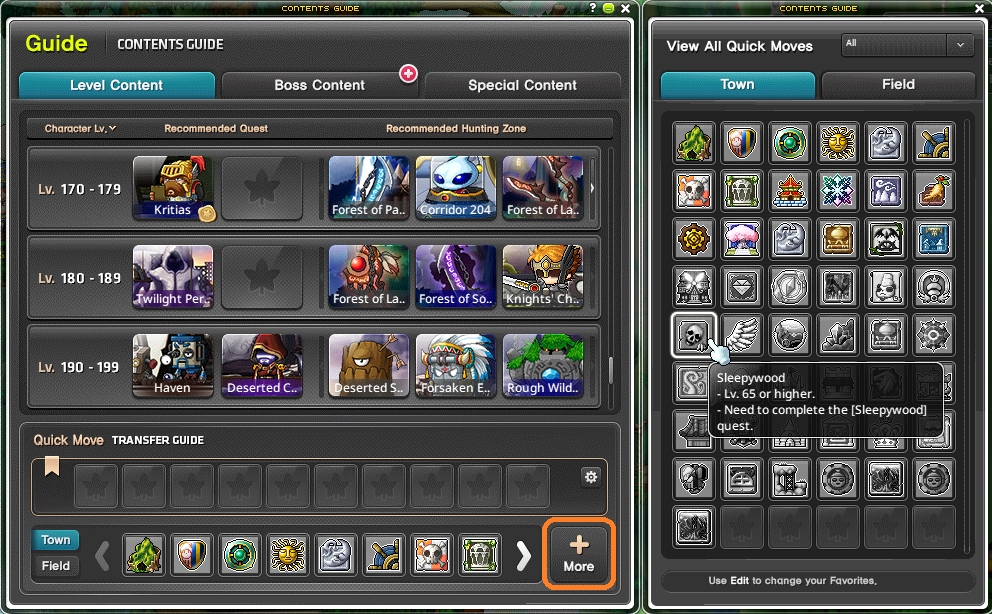 CONTENTS GUIDE
?
Guide CONTENTS GUIDE
Level Content Boss Content Special Content
Character Lv. Recommended Quest Recommended Hunting Zone
Lv. 170 - 179
Kritias Forest of Pa.. Corridor 204 Forest of La..
Lv. 180 - 189
Twilight Per.. Forest of La.. Forest of So.. Knights' Ch..
Lv. 190 - 199
Haven Deserted C.. Deserted S.. Forsaken E.. Rough Wild..
Quick Move TRANSFER GUIDE
Town
Field
More
CONTENTS GUIDE
View All Quick Moves All
Town Field
Sleepywood
- Lv. 65 or higher.
- Need to complete the [Sleepywood]
quest.
Use Edit to change your Favorites.